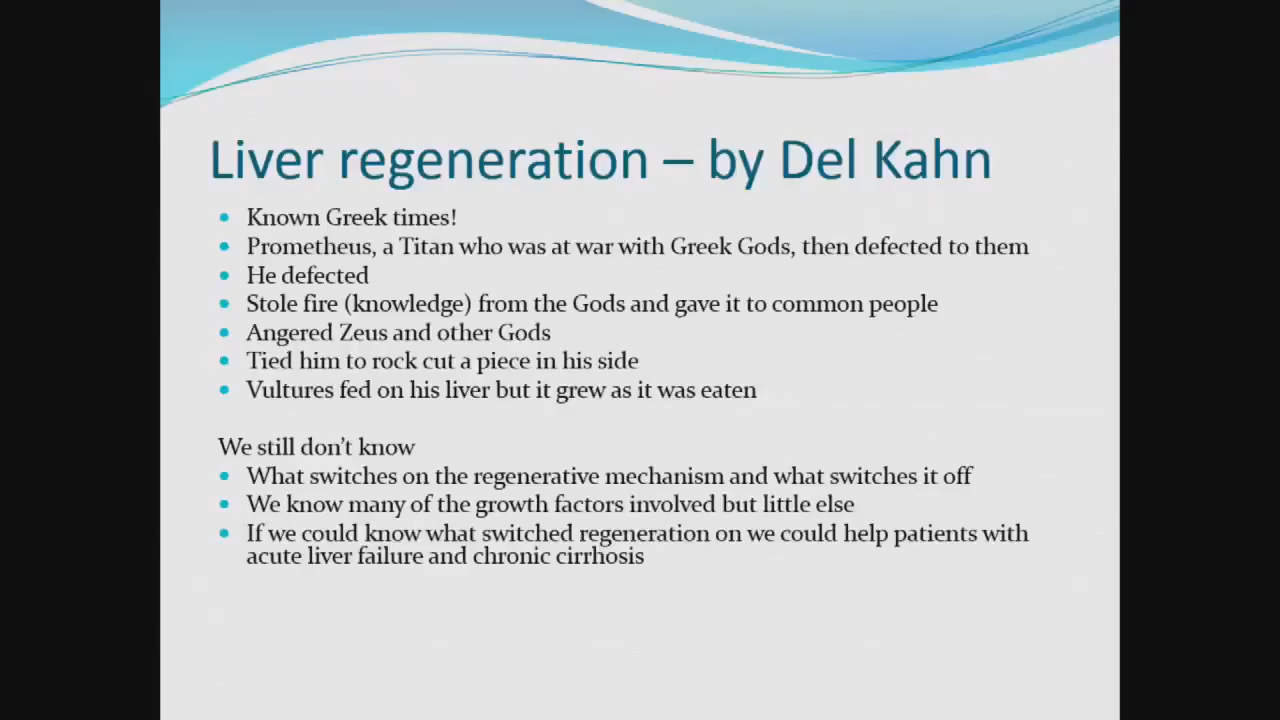 Liver regeneration – by Del Kahn
Known Greek times!
Prometheus, a Titan who was at war with Greek Gods, then defected to them
He defected
Stole fire (knowledge) from the Gods and gave it to common people
Angered Zeus and other Gods
Tied him to rock cut a piece in his side
Vultures fed on his liver but it grew as it was eaten
We still don't know
What switches on the regenerative mechanism and what switches it off
We know many of the growth factors involved but little else
If we could know what switched regeneration on we could help patients with
acute liver failure and chronic cirrhosis